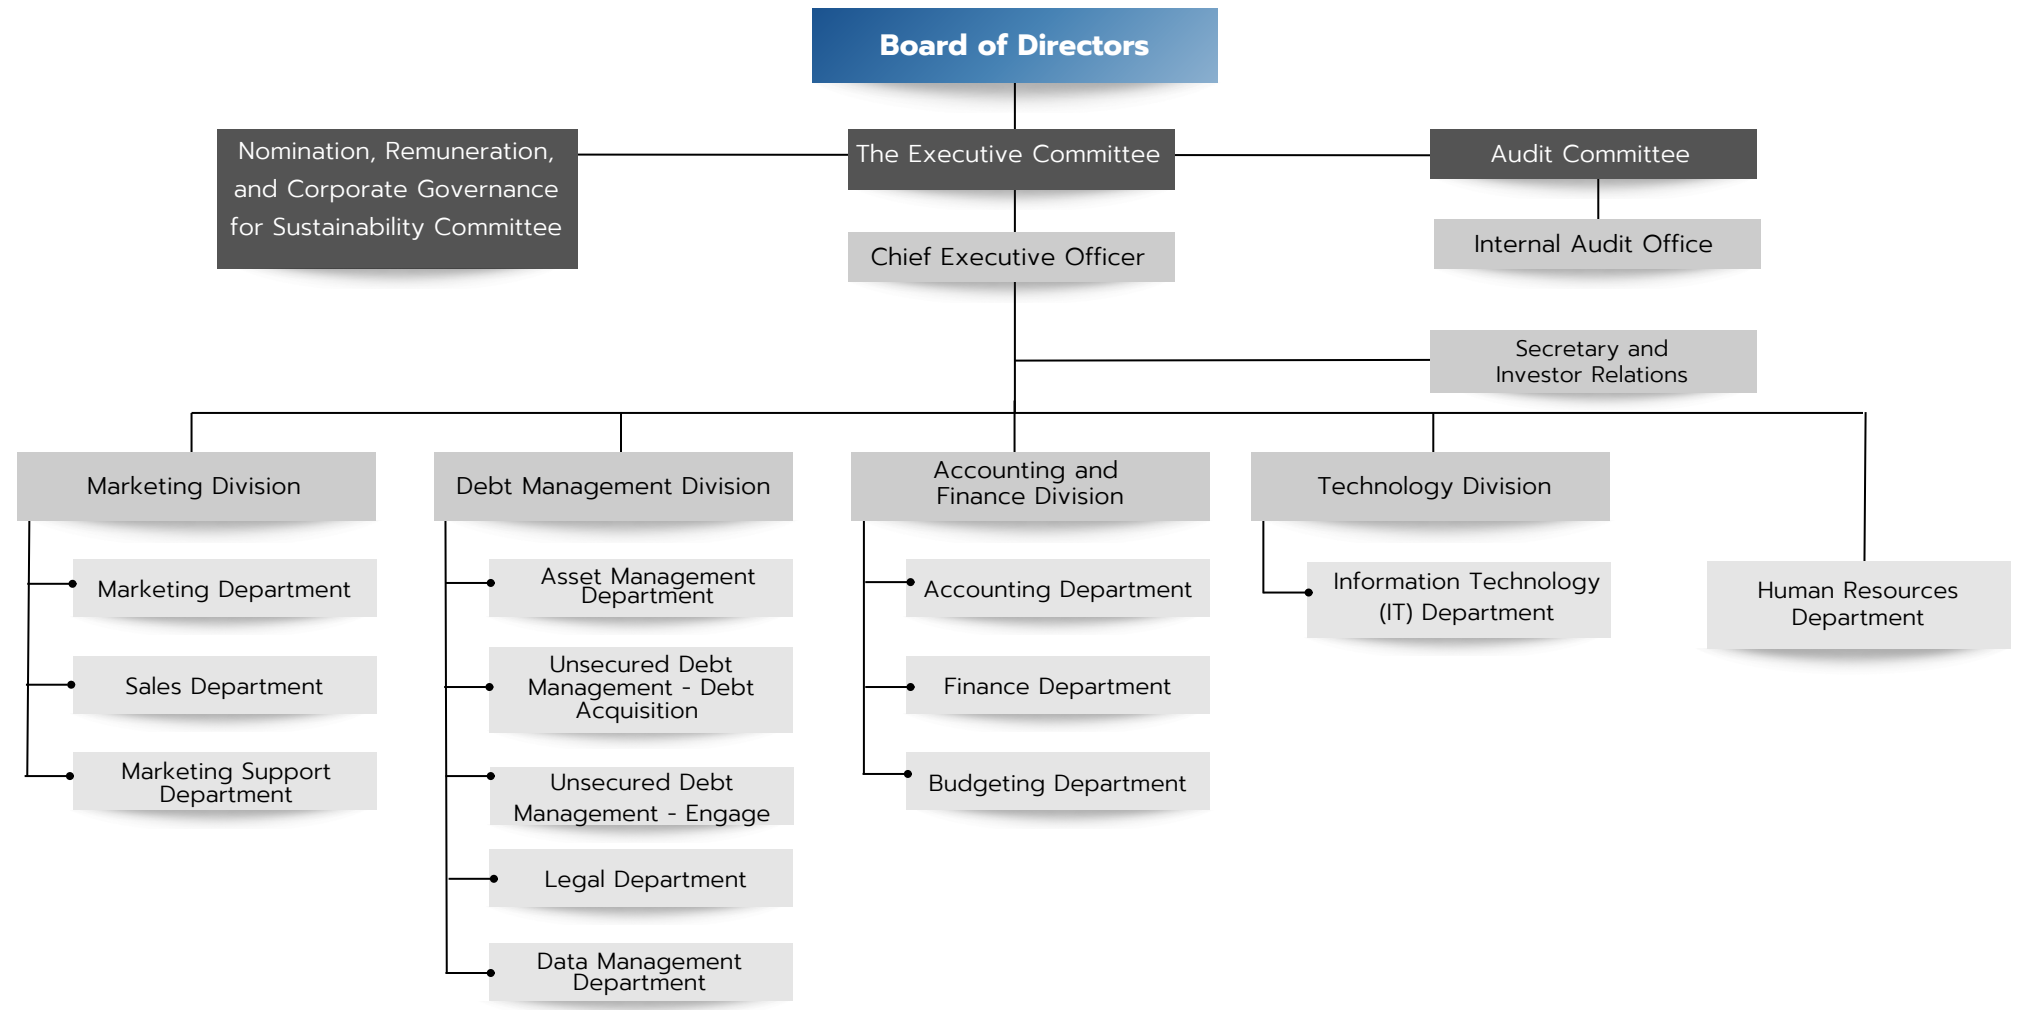 Board of Directors
Nomination, Remuneration,
and Corporate Governance
for Sustainability Committee
The Executive Committee
Audit Committee
Chief Executive Officer
Internal Audit Office
Secretary and
Investor Relations
Marketing Division
Debt Management Division
Accounting and
Finance Division
Technology Division
Marketing Department
Sales Department
Marketing Support
Department
Asset Management
Department
Unsecured Debt
Management - Debt
Acquisition
Unsecured Debt
Management - Engage
Legal Department
Data Management
Department
Accounting Department
Finance Department
Budgeting Department
Information Technology
(IT) Department
Human Resources
Department